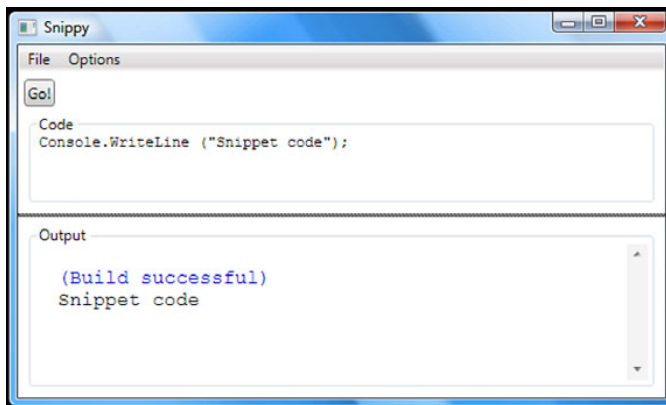 Snippy
File Options
Go!
Code
Console.WriteLine ("Snippet code");
Output
(Build successful)
Snippet code